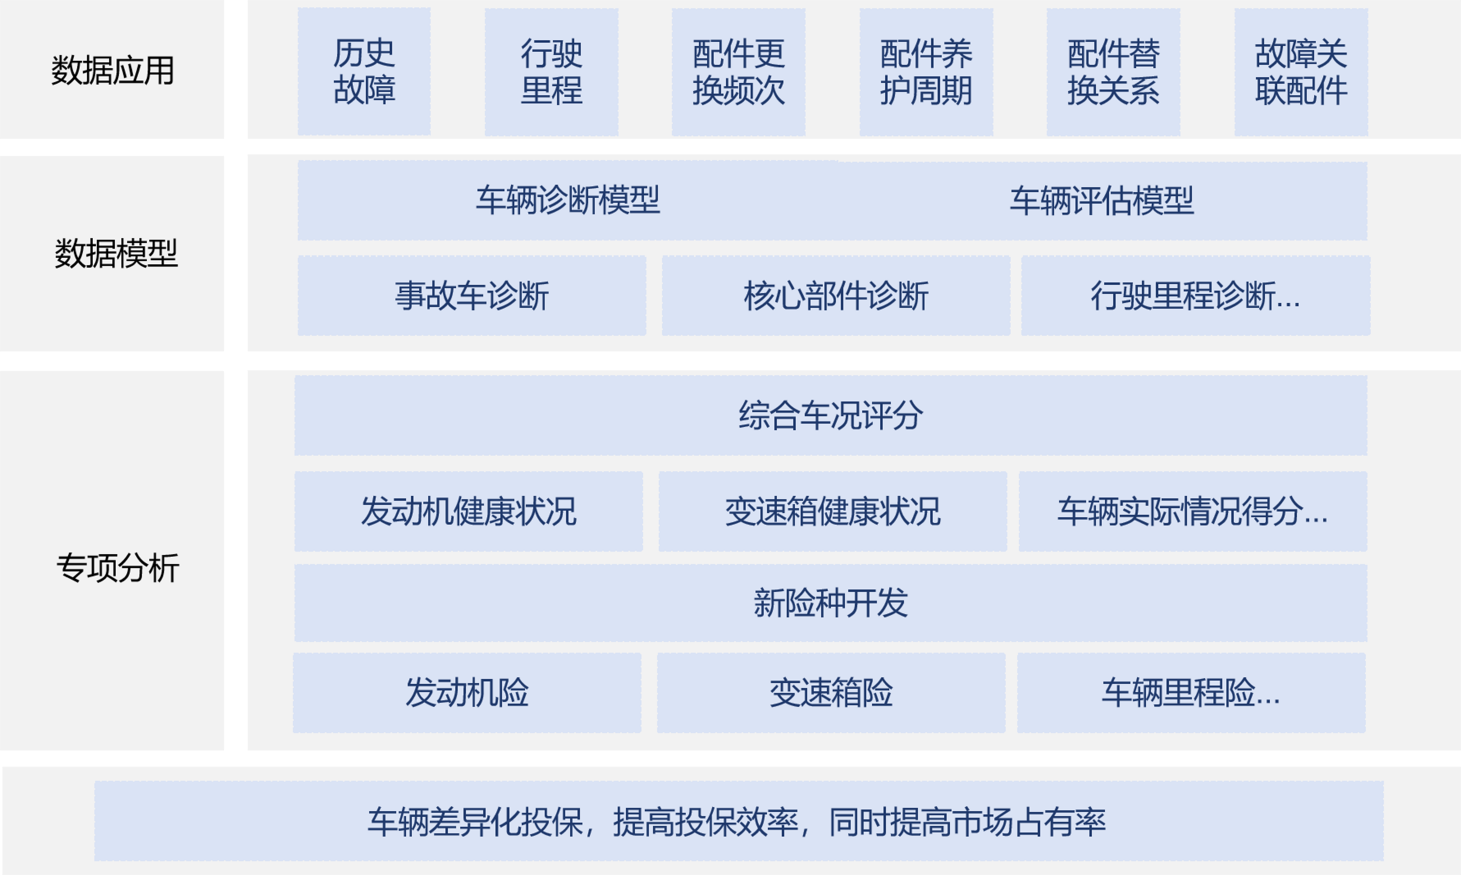 数据应用
历史
故障
行驶
里程
配件更
换频次
配件养
护周期
配件替
换关系
故障关
联配件
数据模型
车辆诊断模型
车辆评估模型
事故车诊断
核心部件诊断
行驶里程诊断...
专项分析
综合车况评分
发动机健康状况
变速箱健康状况
车辆实际情况得分...
新险种开发
发动机险
变速箱险
车辆里程险...
车辆差异化投保，提高投保效率，同时提高市场占有率